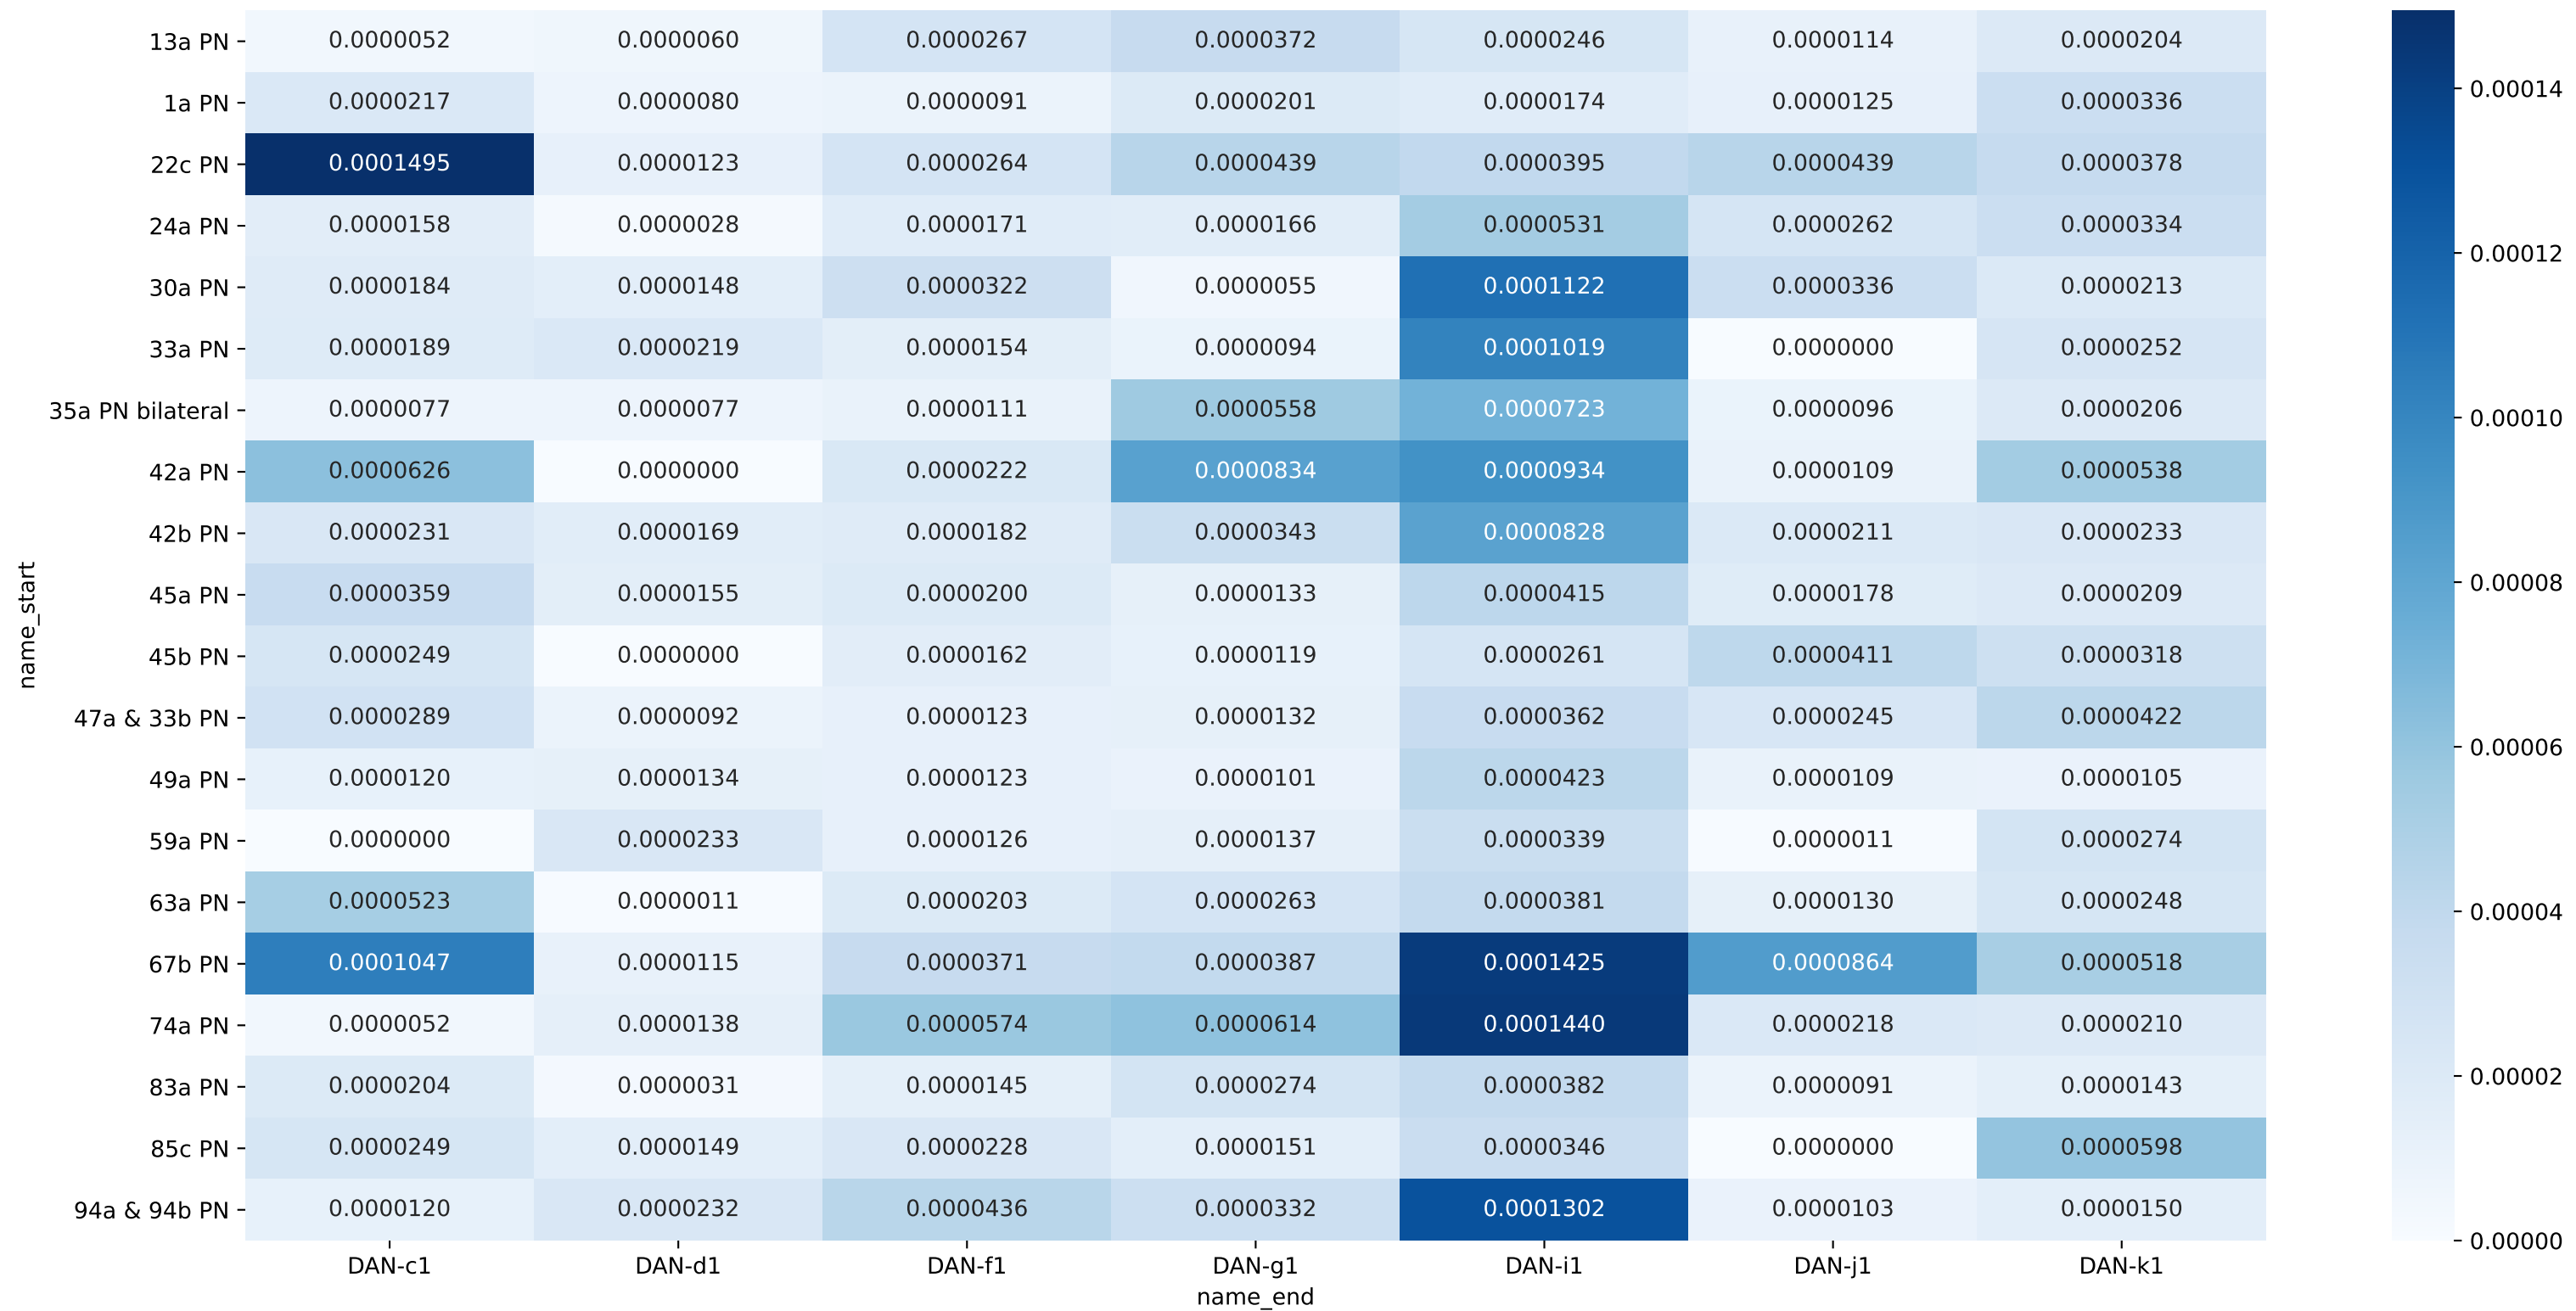 13a PN 0.0000052 0.0000060 0.0000267 0.0000372 0.0000246 0.0000114 0.0000204
1a PN 0.0000217 0.0000080 0.0000091 0.0000201 0.0000174 0.0000125 0.0000336
22c PN 0.0001495 0.0000123 0.0000264 0.0000439 0.0000395 0.0000439 0.0000378
24a PN 0.0000158 0.0000028 0.0000171 0.0000166 0.0000531 0.0000262 0.0000334
30a PN 0.0000184 0.0000148 0.0000322 0.0000055 0.0001122 0.0000336 0.0000213
33a PN 0.0000189 0.0000219 0.0000154 0.0000094 0.0001019 0.0000000 0.0000252
35a PN bilateral 0.0000077 0.0000077 0.0000111 0.0000558 0.0000723 0.0000096 0.0000206
42a PN 0.0000626 0.0000000 0.0000222 0.0000834 0.0000934 0.0000109 0.0000538
42b PN 0.0000231 0.0000169 0.0000182 0.0000343 0.0000828 0.0000211 0.0000233
45a PN 0.0000359 0.0000155 0.0000200 0.0000133 0.0000415 0.0000178 0.0000209
45b PN 0.0000249 0.0000000 0.0000162 0.0000119 0.0000261 0.0000411 0.0000318
47a & 33b PN 0.0000289 0.0000092 0.0000123 0.0000132 0.0000362 0.0000245 0.0000422
49a PN 0.0000120 0.0000134 0.0000123 0.0000101 0.0000423 0.0000109 0.0000105
59a PN 0.0000000 0.0000233 0.0000126 0.0000137 0.0000339 0.0000011 0.0000274
63a PN 0.0000523 0.0000011 0.0000203 0.0000263 0.0000381 0.0000130 0.0000248
67b PN 0.0001047 0.0000115 0.0000371 0.0000387 0.0001425 0.0000864 0.0000518
74a PN 0.0000052 0.0000138 0.0000574 0.0000614 0.0001440 0.0000218 0.0000210
83a PN 0.0000204 0.0000031 0.0000145 0.0000274 0.0000382 0.0000091 0.0000143
85c PN 0.0000249 0.0000149 0.0000228 0.0000151 0.0000346 0.0000000 0.0000598
94a & 94b PN 0.0000120 0.0000232 0.0000436 0.0000332 0.0001302 0.0000103 0.0000150
DAN-c1 DAN-d1 DAN-f1 DAN-g1 DAN-i1 DAN-j1 DAN-k1
name_end
name_start
0.00014
0.00012
0.00010
0.00008
0.00006
0.00004
0.00002
0.00000